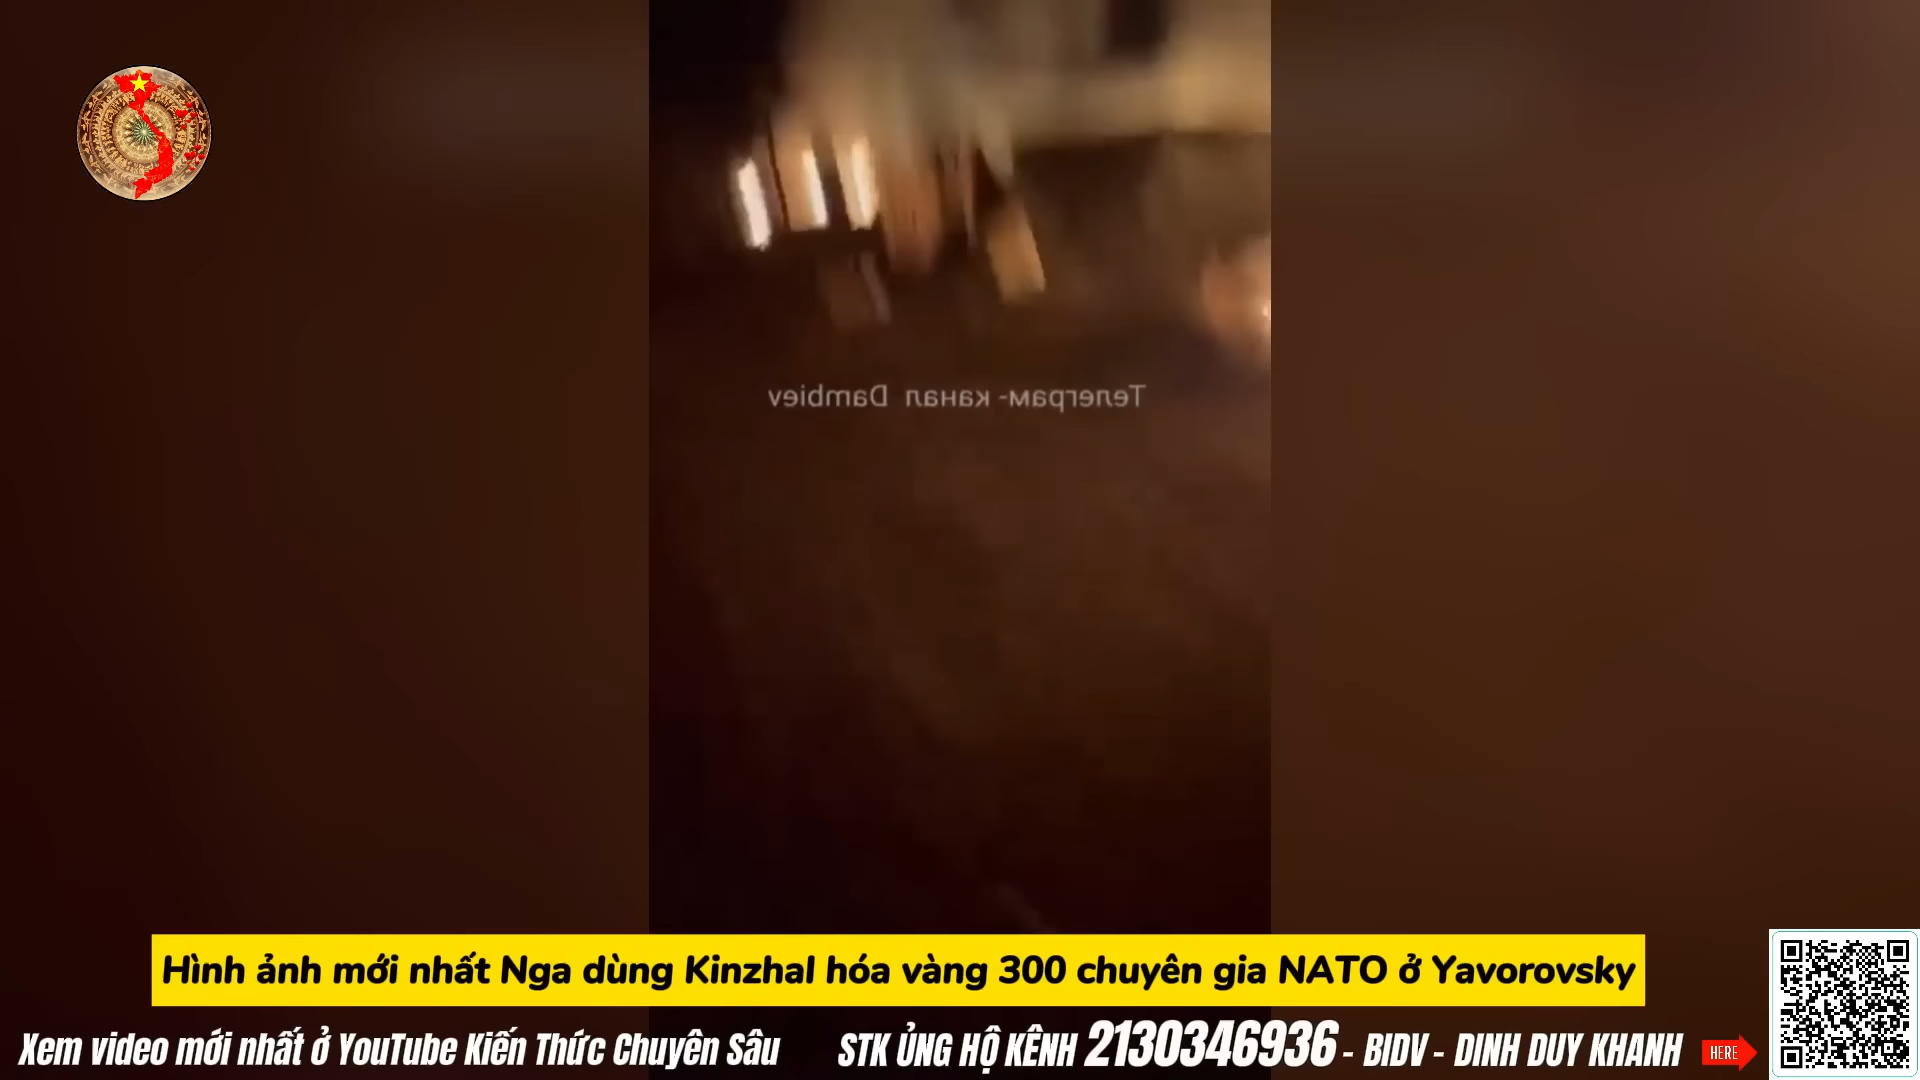 Телеграм- канал Dambiev
Hình ảnh mới nhất Nga dùng Kinzhal hóa vàng 300 chuyên gia NATO ở Yavorovsky
Xem video mới nhất ở YouTube Kiến Thức Chuyên Sâu STK ỦNG HỘ KÊNH 2130346936 - BIDV - DINH DUY KHANH HERE